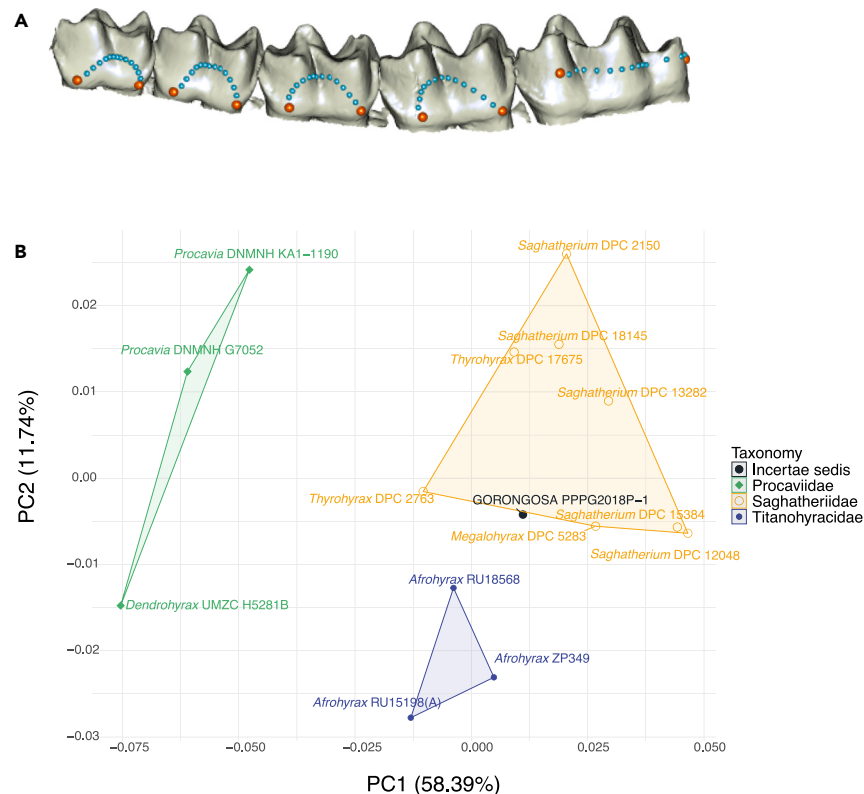 A
B
Procavia DNMNH KA1−1190
Saghatherium DPC 2150
0.02
Procavia DNMNH G7052
Saghatherium DPC 18145
Thyrohyrax DPC 17675
0.01
Saghatherium DPC 13282
Taxonomy
Incertae sedis
Procaviidae
Saghatheriidae
Titanohyracidae
0.00
Thyrohyrax DPC 2763
GORONGOSA PPPG2018P−1
Saghatherium DPC 15384
Megalohyrax DPC 5283
Saghatherium DPC 12048
−0.01
Afrohyrax RU18568
Dendrohyrax UMZC H5281B
−0.02
Afrohyrax ZP349
Afrohyrax RU15198(A)
−0.03
PC2 (11.74%)
−0.075
−0.050
−0.025
0.000
0.025
0.050
PC1 (58.39%)